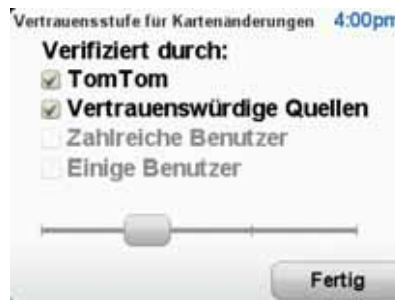 Vertrauensstufe für Kartenänderungen 4:00pm
Verifiziert durch:
TomTom
Vertrauenswürdige Quellen
Zahlreiche Benutzer
Einige Benutzer
Fertig